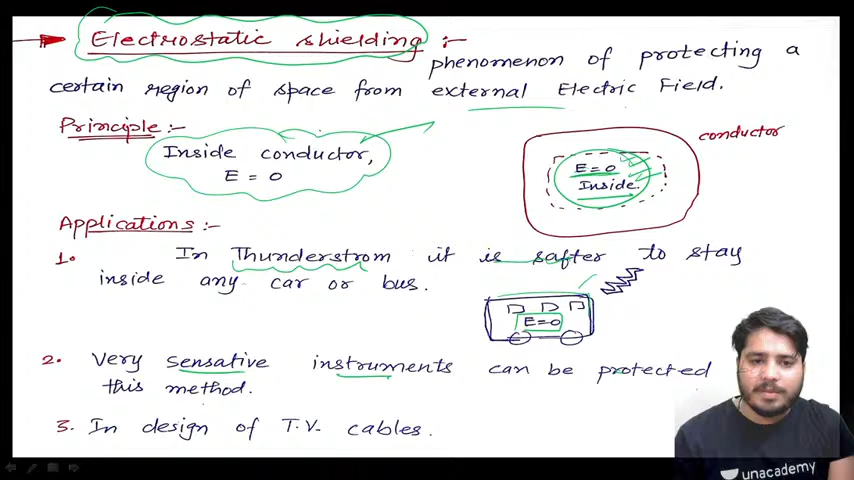 Electrostatic shielding :-
phenomenon of protecting a
certain region of space from external Electric Field.
Principle :-
Inside conductor,
E = 0
conductor
E = 0
Inside.
Applications :-
1. In Thunderstrom it is safter to stay
inside any car or bus.
E=0
2. Very sensative instruments can be protected
this method.
3. In design of T.V. cables.
unacademy